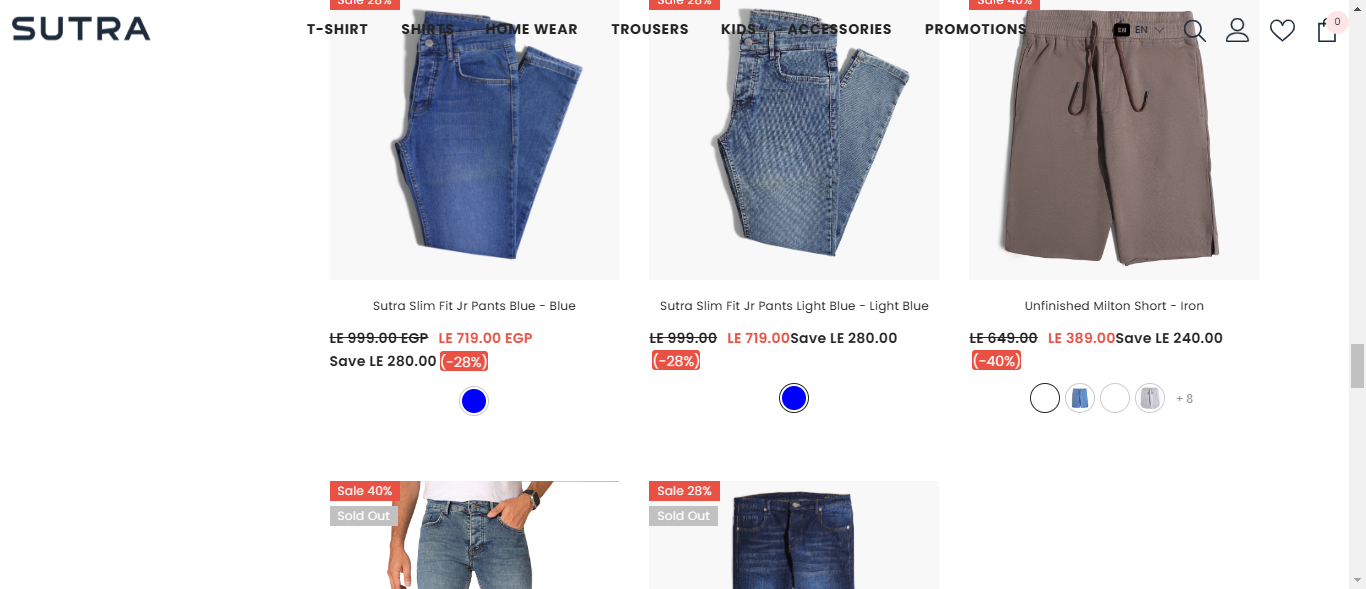 Sale 28%
Sale 28%
Sale 40%
SUTRA
T-SHIRT SHIRTS HOME WEAR TROUSERS KIDS ACCESSORIES PROMOTIONS
EN EN
0
Sutra Slim Fit Jr Pants Blue - Blue
LE 999.00 EGP LE 719.00 EGP
Save LE 280.00 (-28%)
Sutra Slim Fit Jr Pants Light Blue - Light Blue
LE 999.00 LE 719.00Save LE 280.00
(-28%)
Unfinished Milton Short - Iron
LE 649.00 LE 389.00Save LE 240.00
(-40%)
+ 8
Sale 40%
Sold Out
Sale 28%
Sold Out